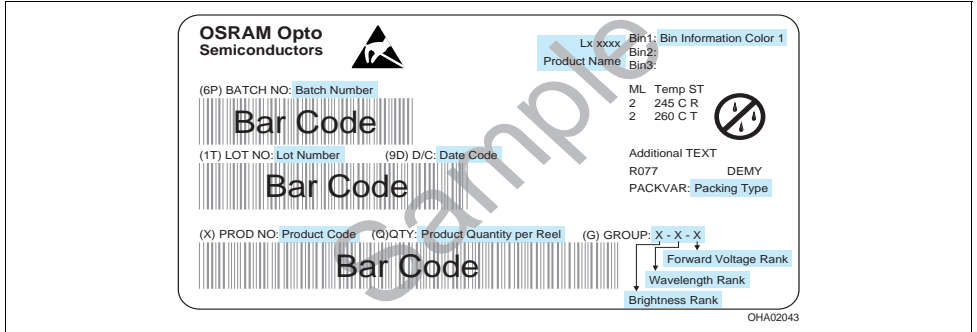 OSRAM Opto
Semiconductors
Lx xxxx
Product Name
Bin1: Bin Information Color 1
Bin2:
Bin3:
ML Temp ST
2 245 C R
2 260 C T
Additional TEXT
R077 DEMY
PACKVAR: Packing Type
(6P) BATCH NO: Batch Number
Bar Code
(1T) LOT NO: Lot Number (9D) D/C: Date Code
Bar Code
(X) PROD NO: Product Code (Q)QTY: Product Quantity per Reel (G) GROUP: X - X - X
Bar Code
Forward Voltage Rank
Wavelength Rank
Brightness Rank
Sample
OHA02043